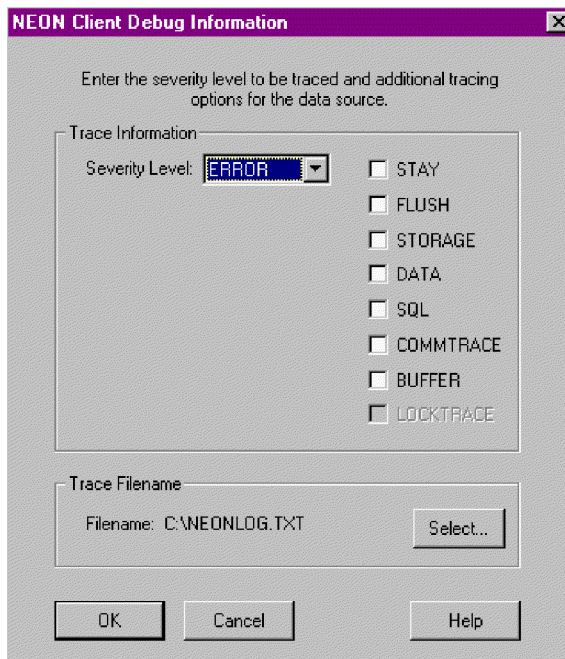 NEON Client Debug Information
Enter the severity level to be traced and additional tracing
options for the data source.
Trace Information
Severity Level: ERROR
STAY
FLUSH
STORAGE
DATA
SQL
COMMTRACE
BUFFER
LOCKTRACE
Trace Filename
Filename: C:\NEONLOG.TXT
Select...
OK Cancel Help